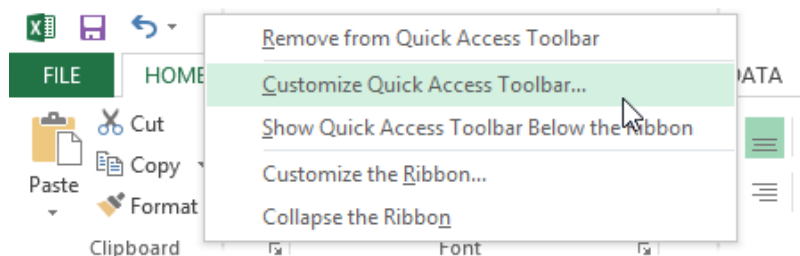 Remove from Quick Access Toolbar
FILE
HOME
Customize Quick Access Toolbar...
DATA
Cut
Show Quick Access Toolbar Below the Ribbon
Copy
Paste
Customize the Ribbon...
Format
Collapse the Ribbon
Clipboard
Font